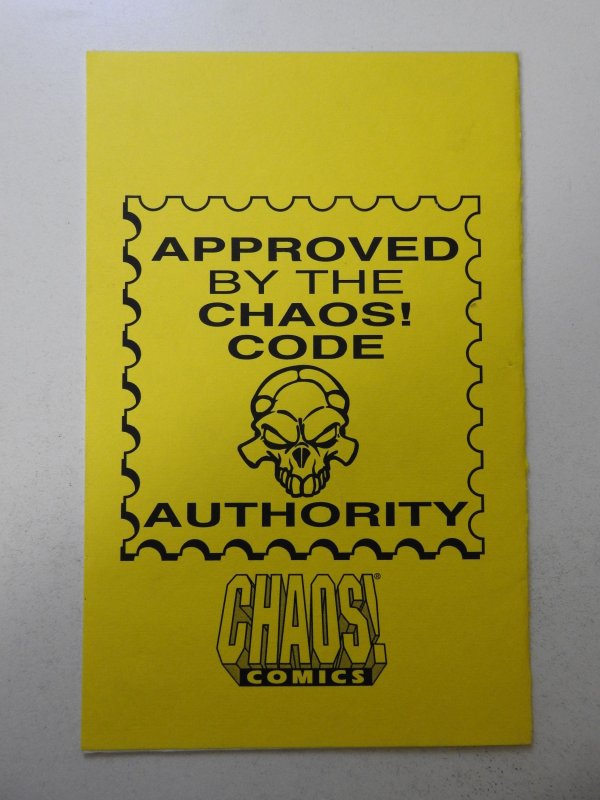 APPROVED
BY THE
CHAOS!
CODE
AUTHORITY
CHAOS!®
COMICS